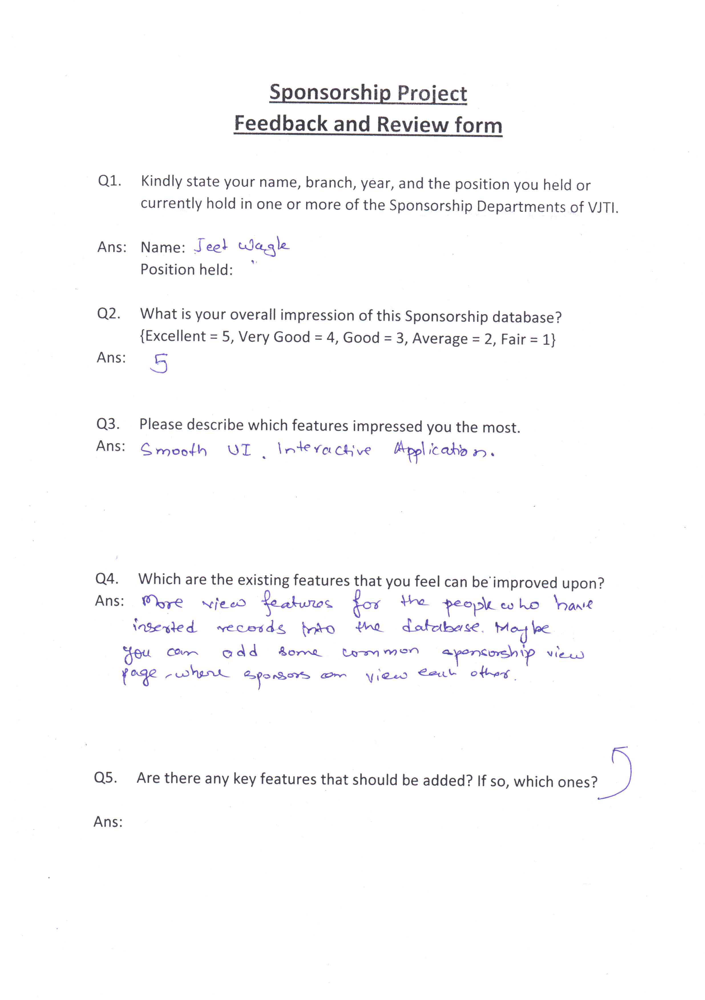 Sponsorship Project
Feedback and Review form
Q1. Kindly state your name, branch, year, and the position you held or
currently hold in one or more of the Sponsorship Departments of VJTI.
Ans: Name: Jeet Wagle
Position held:
Q2. What is your overall impression of this Sponsorship database?
{Excellent = 5, Very Good = 4, Good = 3, Average = 2, Fair = 1}
Ans: 5
Q3. Please describe which features impressed you the most.
Ans: Smooth UI. Interactive Application.
Q4. Which are the existing features that you feel can be improved upon?
Ans: More view features for the people who have
inserted records into the database. Maybe
you can add some common sponsorship view
page - where sponsors can view each other.
Q5. Are there any key features that should be added? If so, which ones?
Ans: